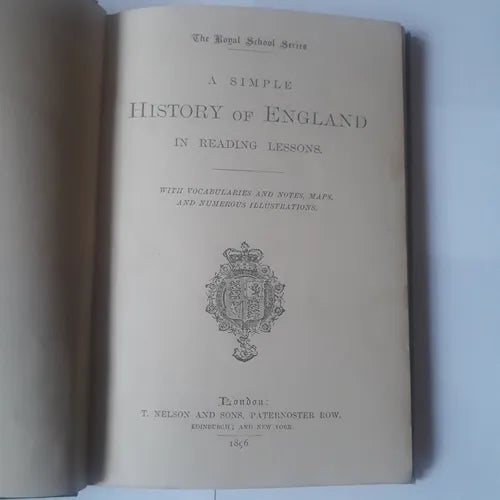 The Royal School Series
A SIMPLE
HISTORY OF ENGLAND
IN READING LESSONS.
WITH VOCABULARIES AND NOTES, MAPS,
AND NUMEROUS ILLUSTRATIONS.
London:
T. NELSON AND SONS, PATERNOSTER ROW.
EDINBURGH; AND NEW YORK.
1896